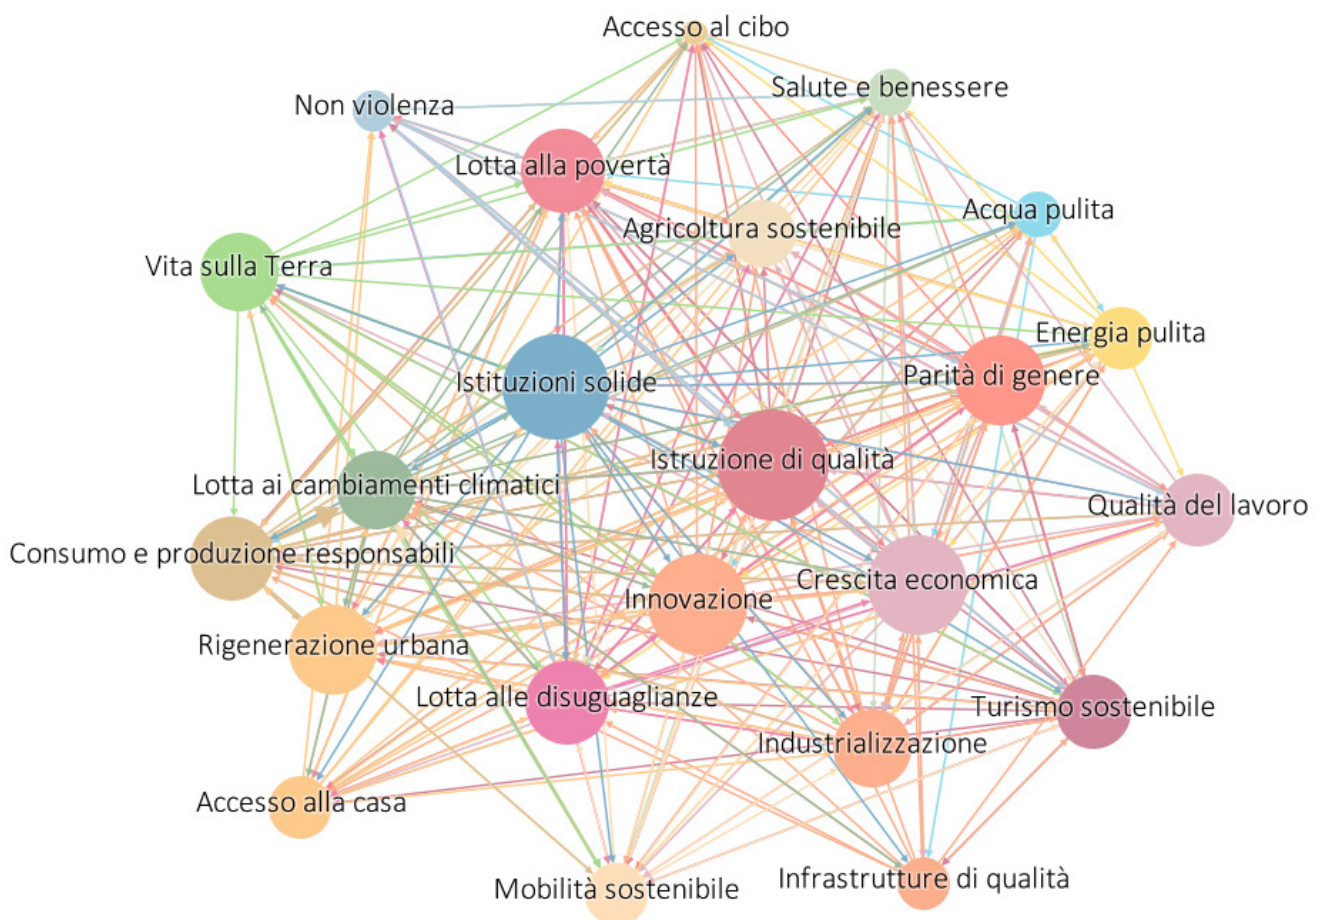 Accesso al cibo
Salute e benessere
Non violenza
Lotta alla povertà
Acqua pulita
Agricoltura sostenibile
Vita sulla Terra
Energia pulita
Parità di genere
Istituzioni solide
Istruzione di qualità
Lotta ai cambiamenti climatici
Qualità del lavoro
Consumo e produzione responsabili
Crescita economica
Innovazione
Rigenerazione urbana
Lotta alle disuguaglianze
Turismo sostenibile
Industrializzazione
Accesso alla casa
Infrastrutture di qualità
Mobilità sostenibile